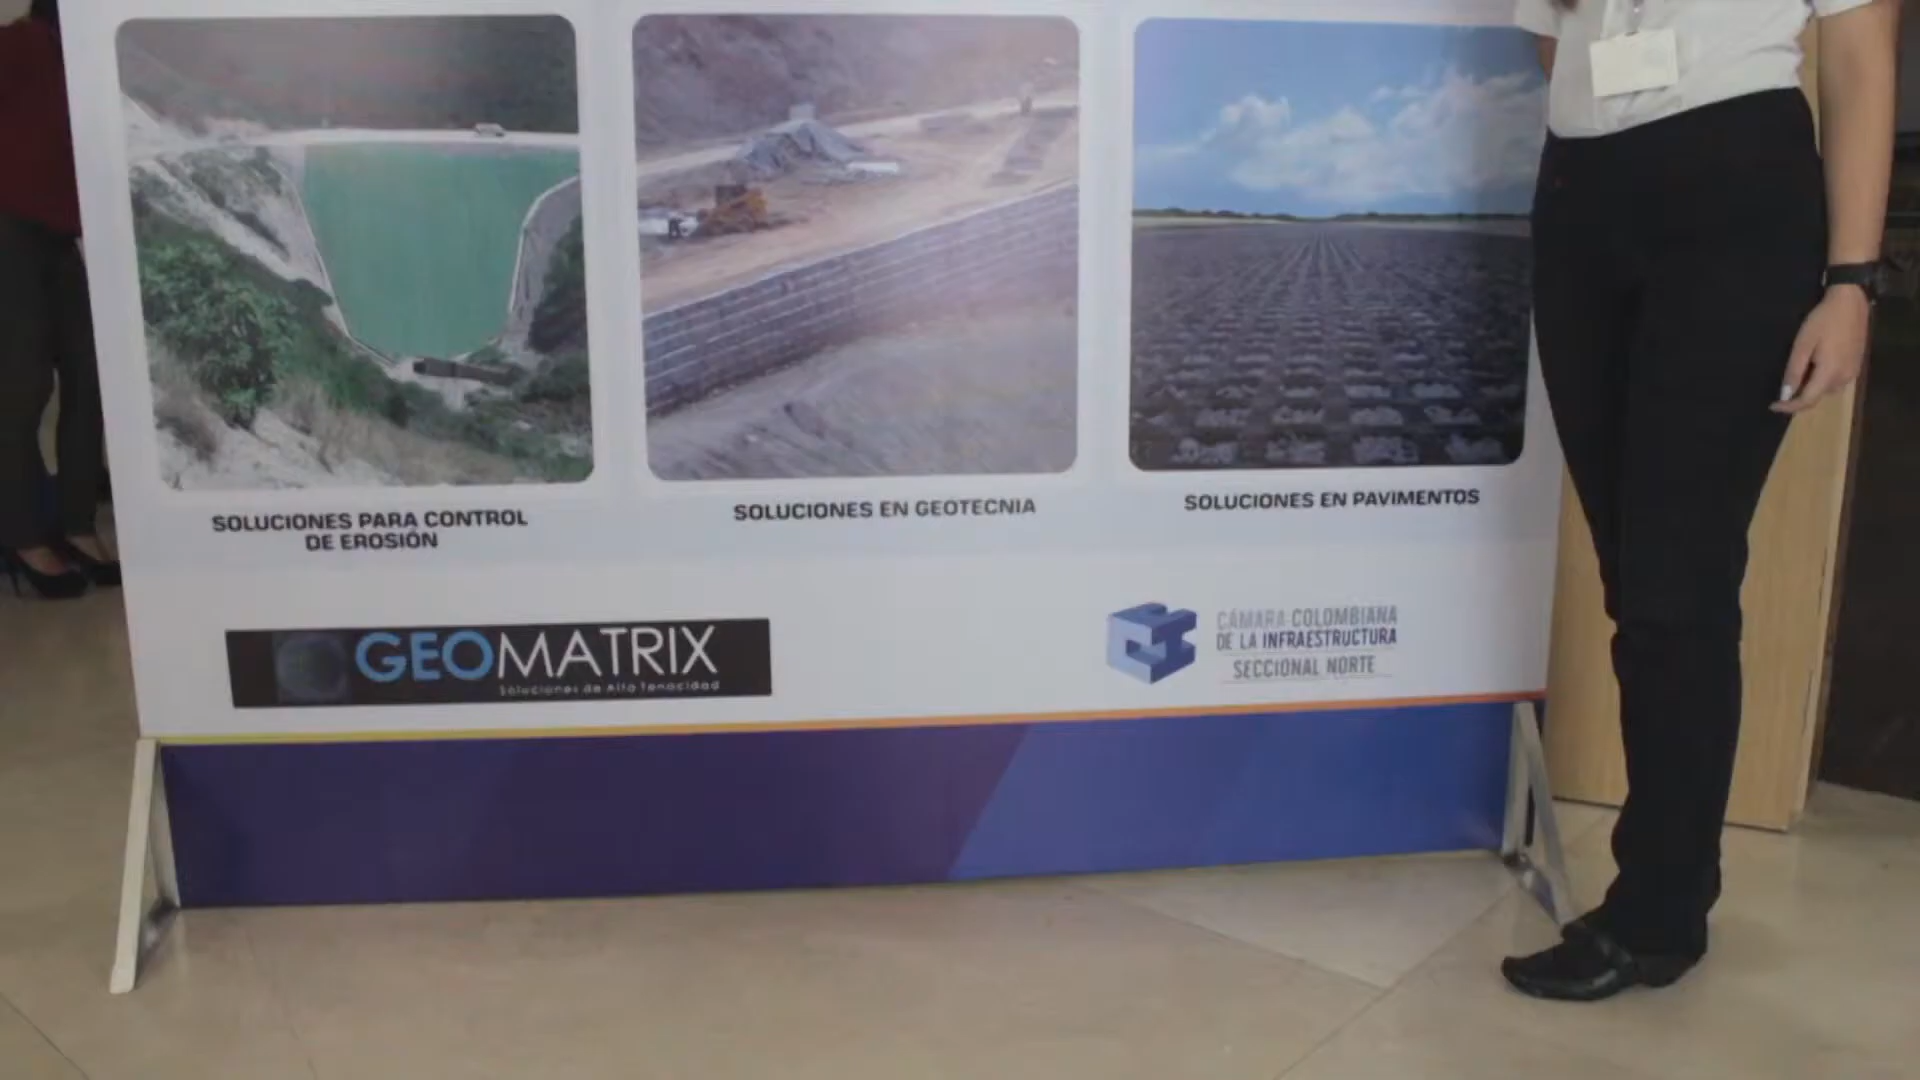 SOLUCIONES PARA CONTROL
DE EROSIÓN
SOLUCIONES EN GEOTECNIA
SOLUCIONES EN PAVIMENTOS
GEOMATRIX
Soluciones de Alta Tenacidad
CÁMARA COLOMBIANA
DE LA INFRAESTRUCTURA
SECCIONAL NORTE